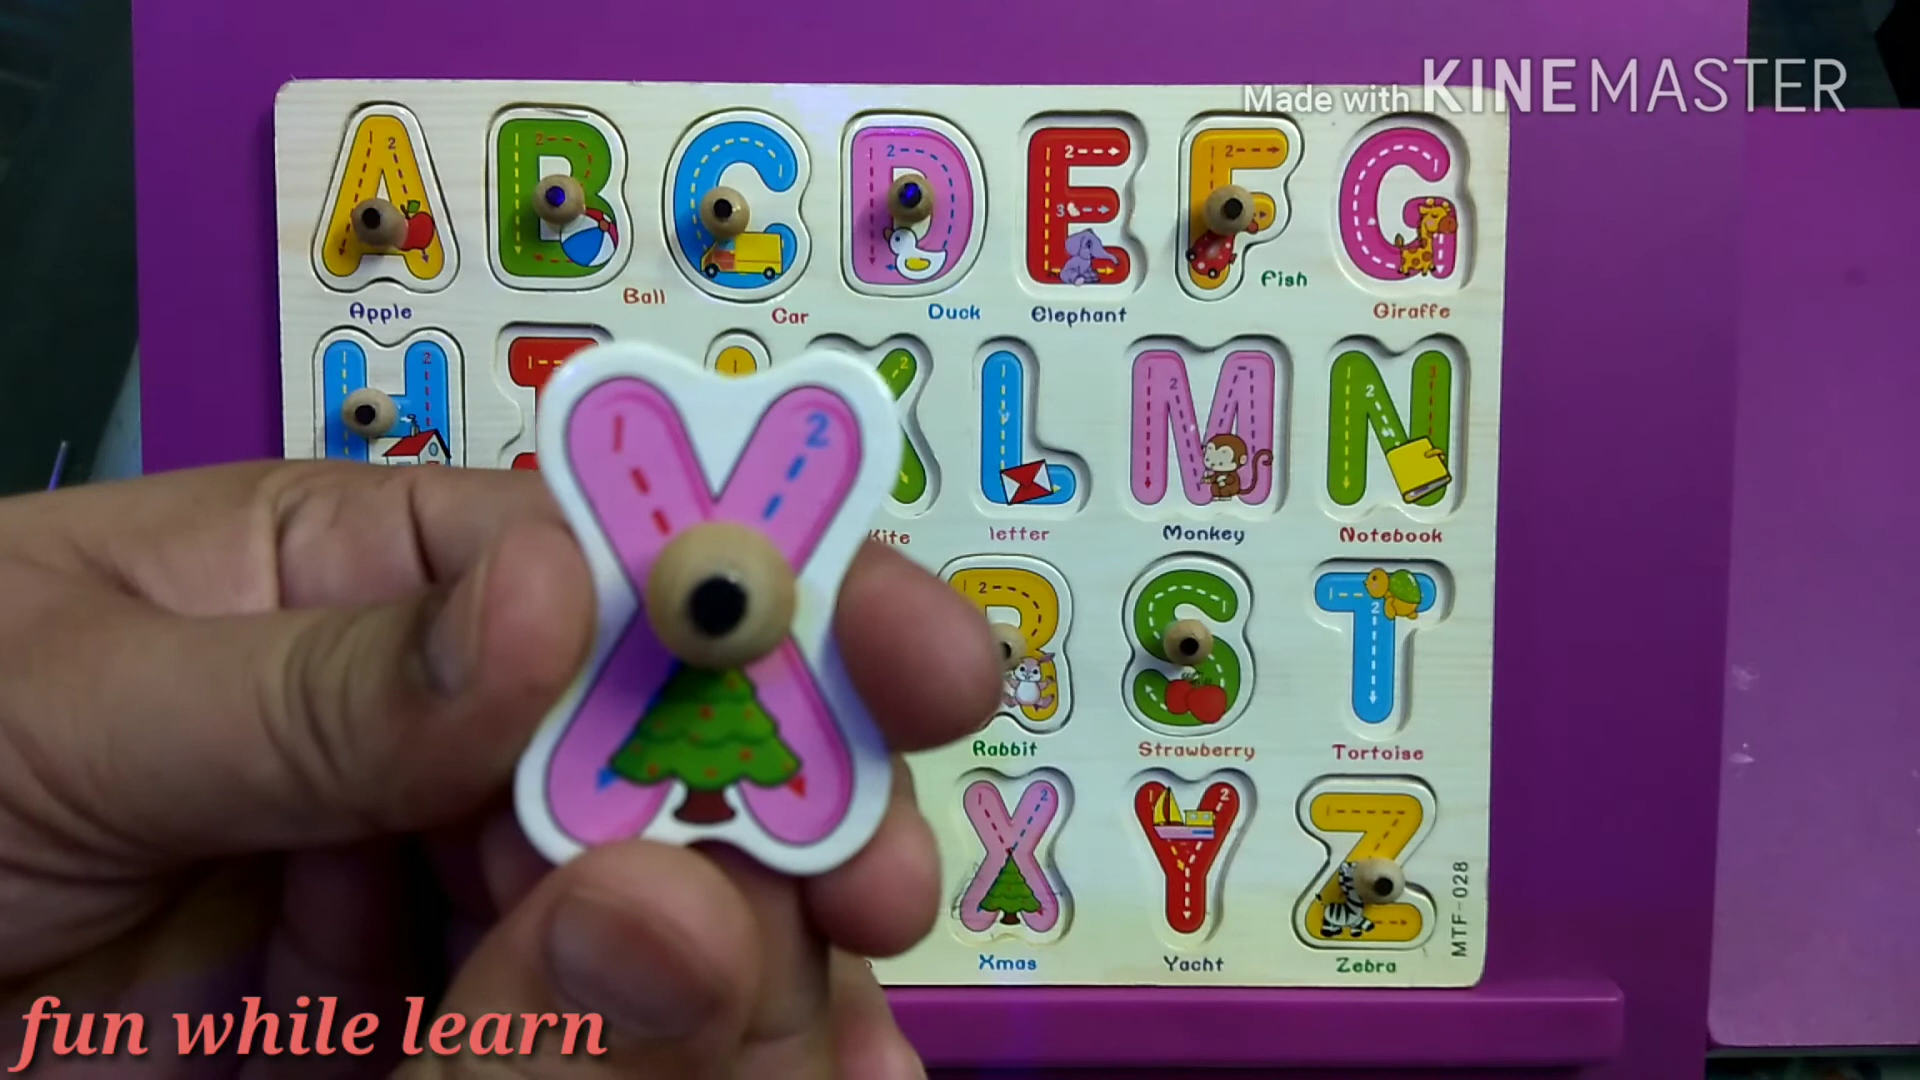 Made with KINEMASTER
A B C D E F G
Apple Ball Car Duck Elephant Fish Giraffe
H L M N
Kite letter Monkey Notebook
X
R S T
Rabbit Strawberry Tortoise
X Y Z
Xmas Yacht Zebra
MTF-028
fun while learn